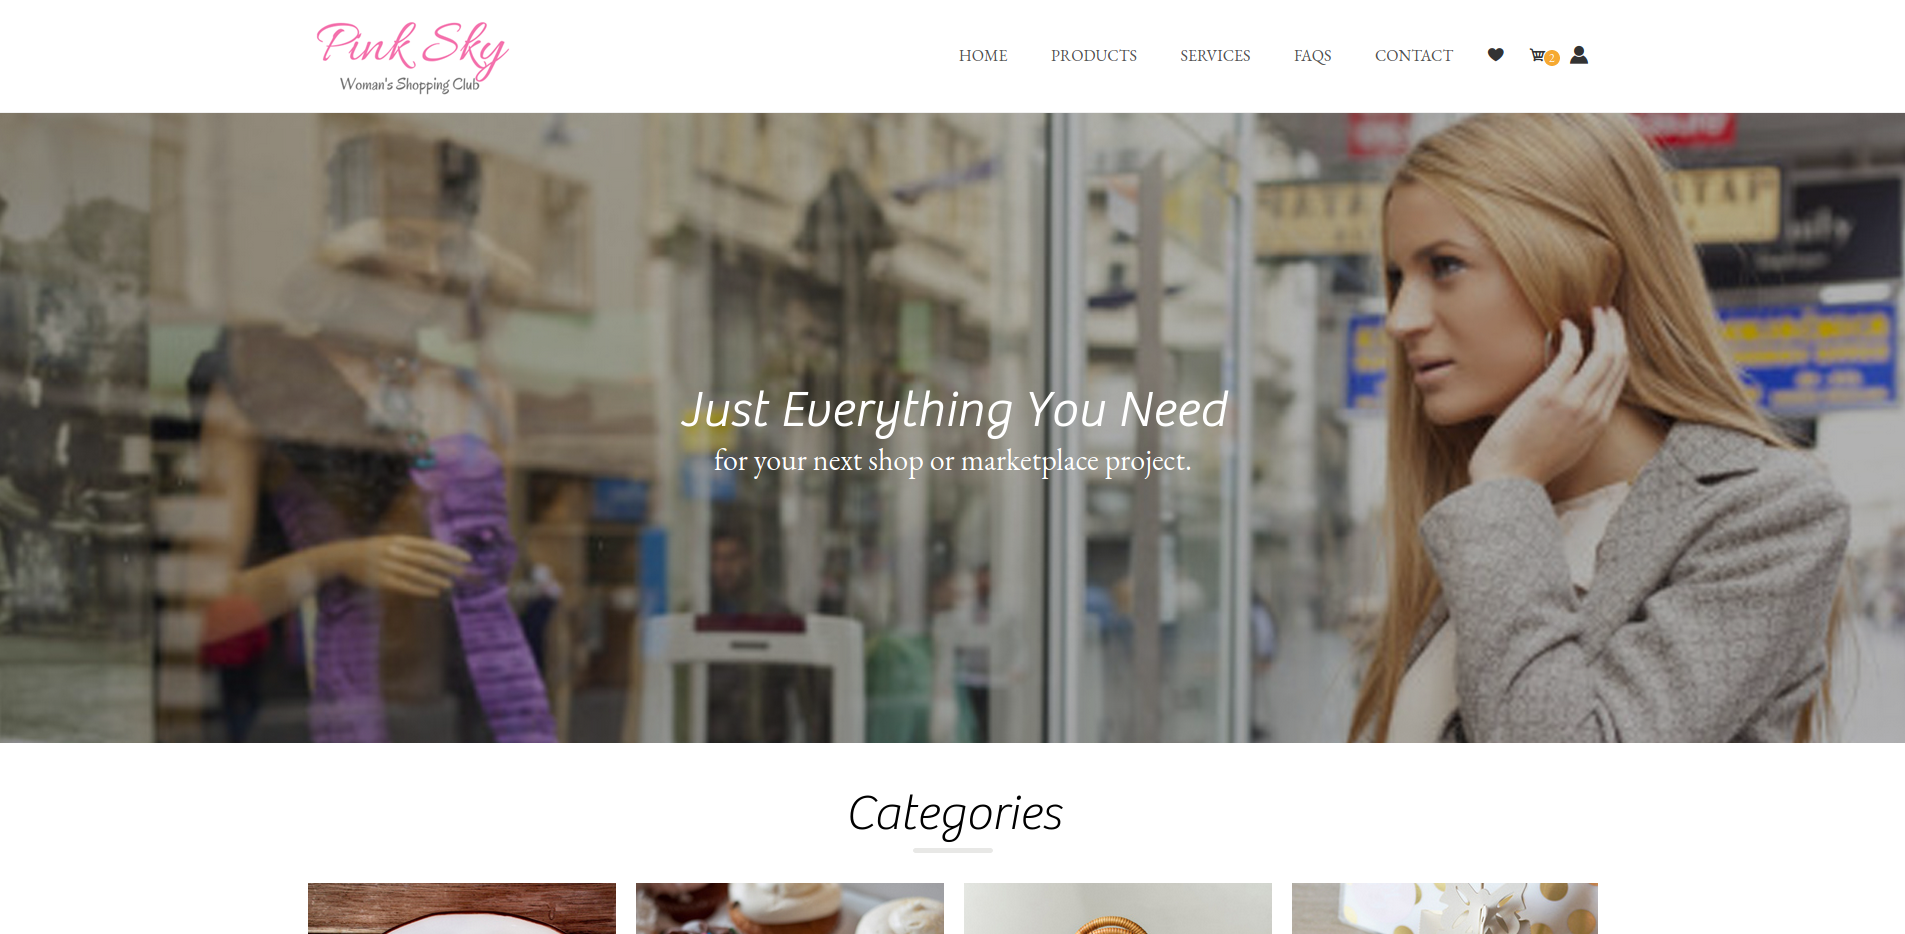 Pink Sky
Woman's Shopping Club
HOME PRODUCTS SERVICES FAQS CONTACT
2
Just Everything You Need
for your next shop or marketplace project.
Categories